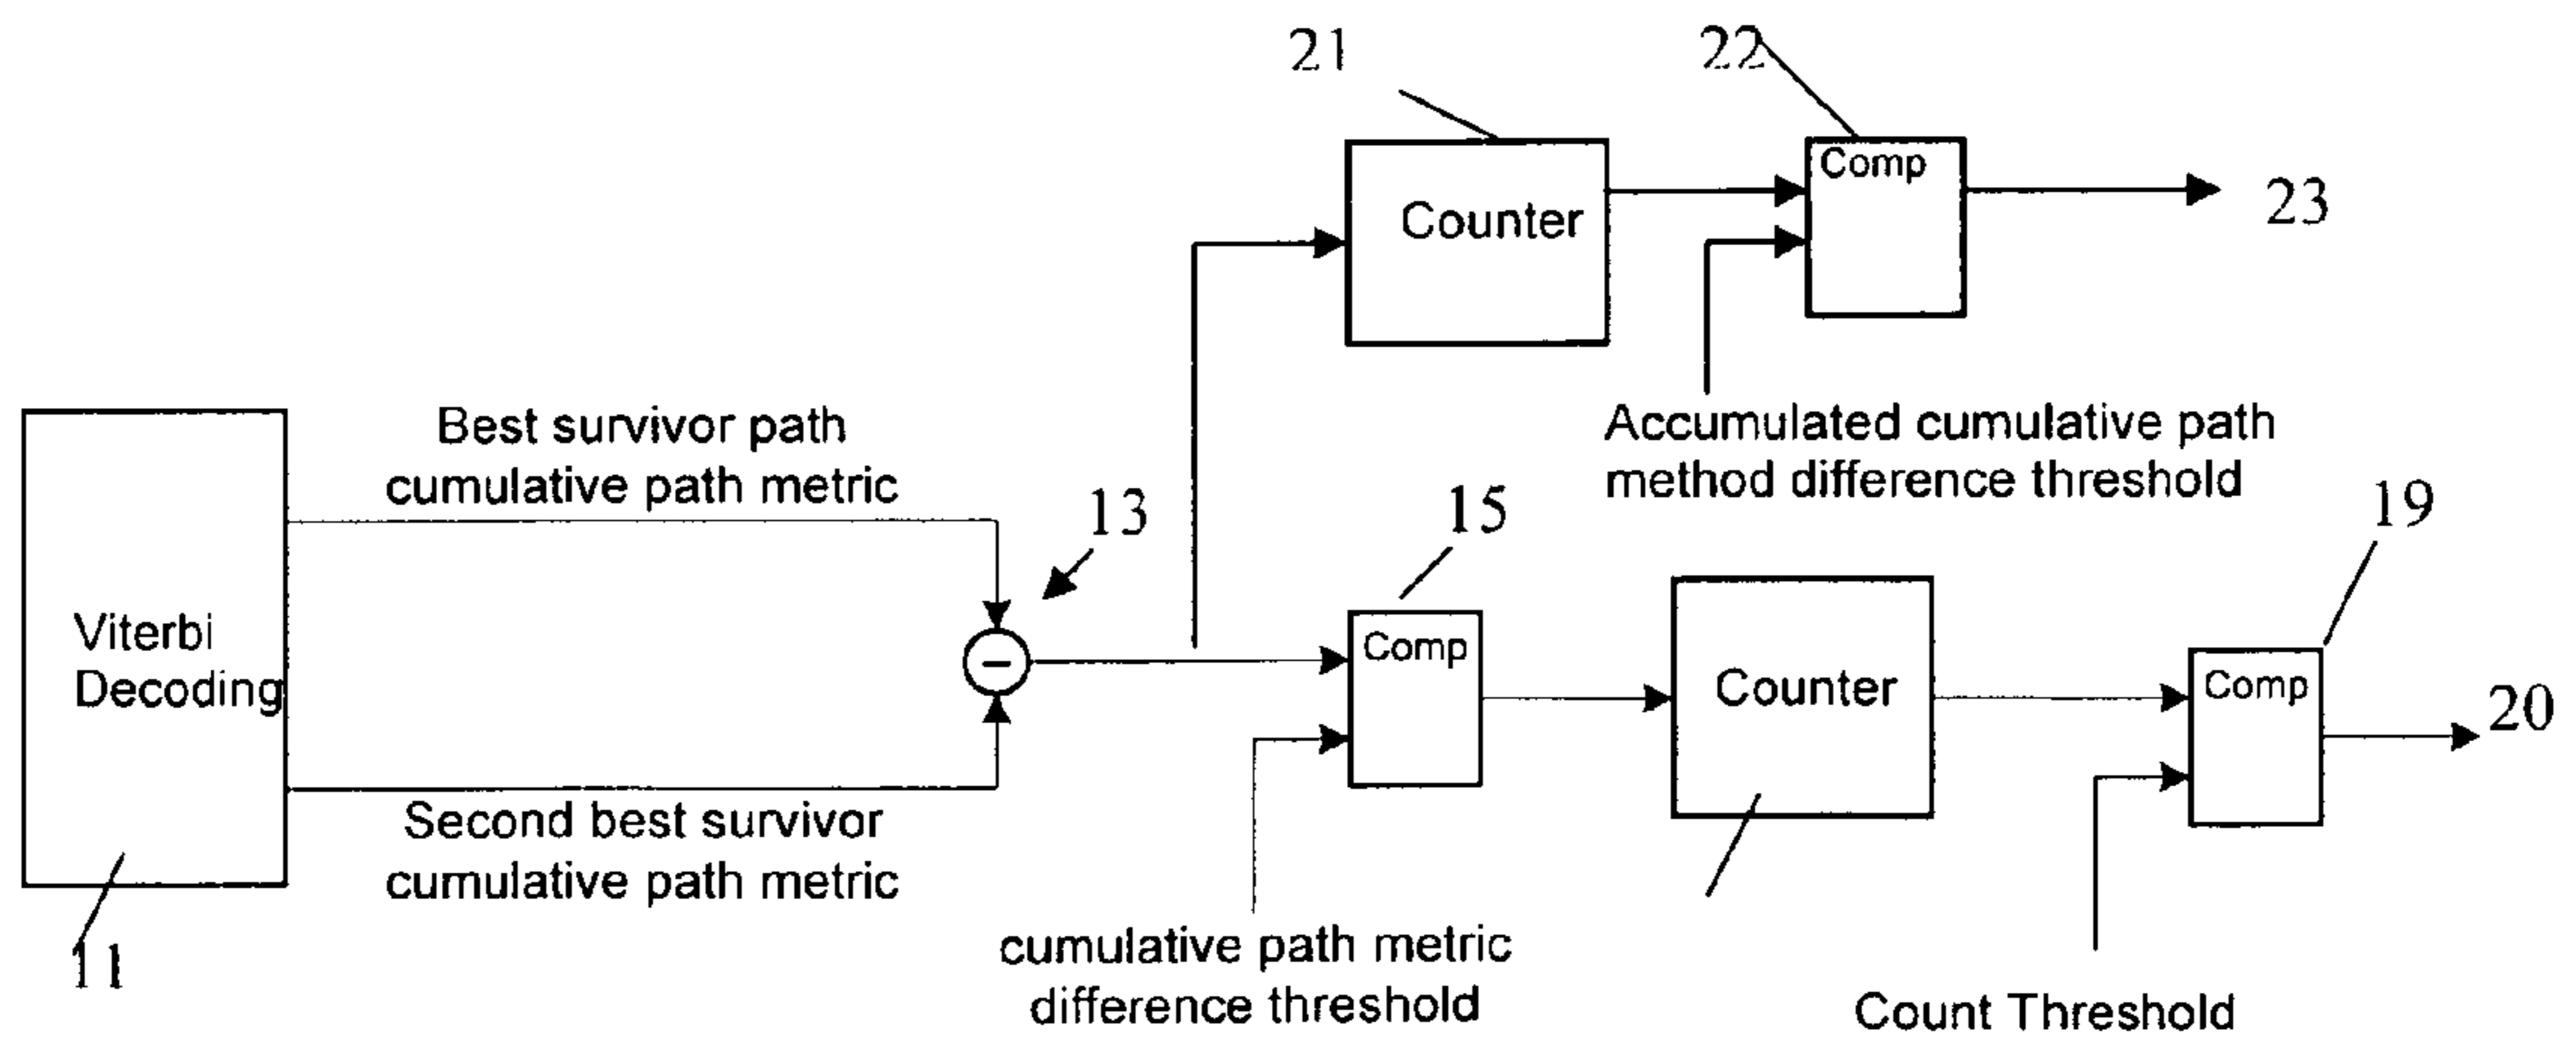 21
22
Comp
Counter
23
Accumulated cumulative path
method difference threshold
Best survivor path
cumulative path metric
13
15
19
Viterbi
Decoding
−
Comp
Counter
Comp
20
Second best survivor
cumulative path metric
11
cumulative path metric
difference threshold
Count Threshold